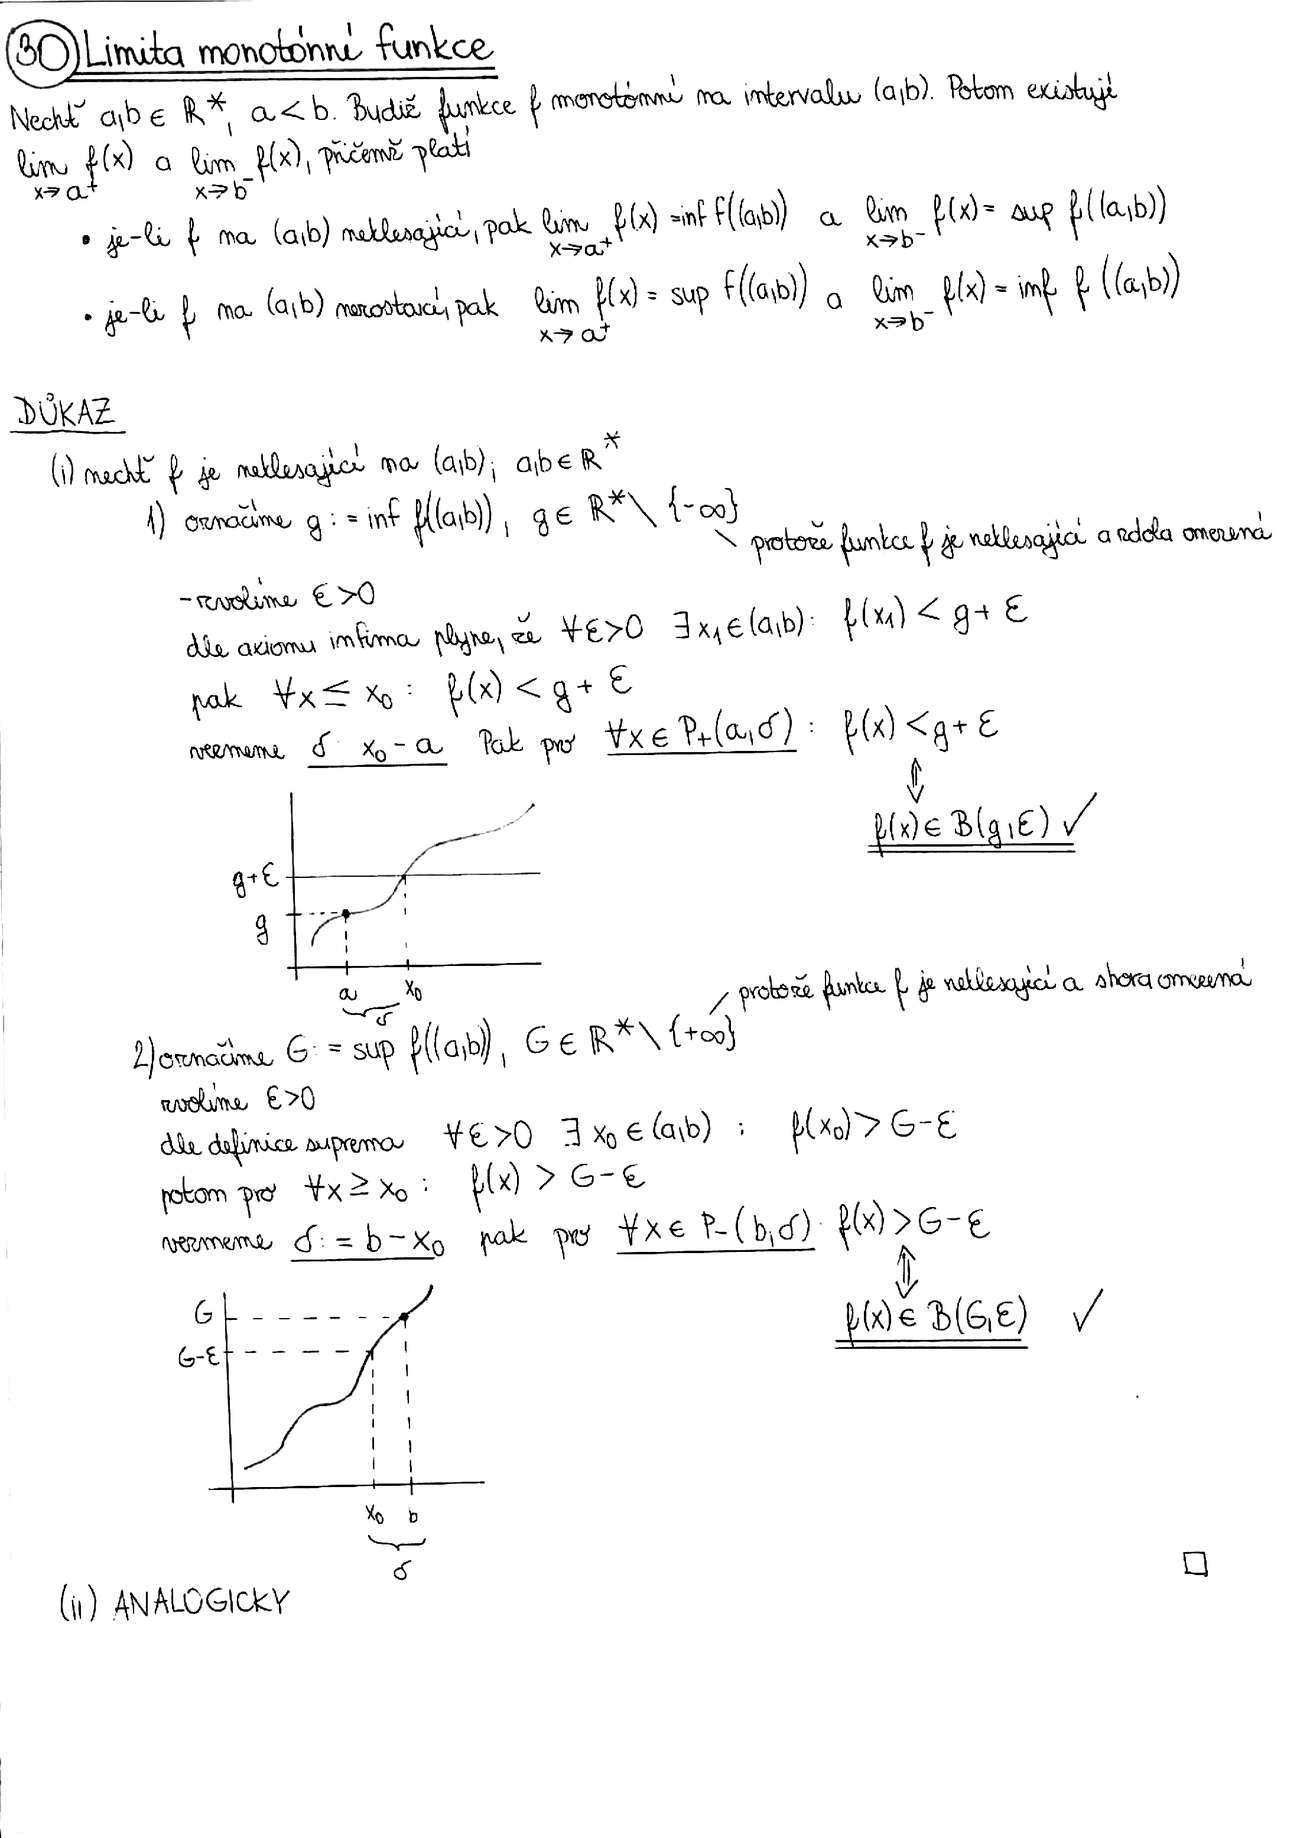 30 Limita monotónní funkce
Nechť a,b ∈ ℝ*, a < b. Budiž funkce f monotónní na intervalu (a,b). Potom existují
lim f(x) a lim f(x), přičemž platí
x→a⁺ x→b⁻
• je-li f na (a,b) neklesající, pak lim f(x) = inf f((a,b)) a lim f(x) = sup f((a,b))
x→a⁺ x→b⁻
• je-li f na (a,b) nerostoucí, pak lim f(x) = sup f((a,b)) a lim f(x) = inf f((a,b))
x→a⁺ x→b⁻
DŮKAZ
(i) nechť f je neklesající na (a,b); a,b ∈ ℝ*
1) označíme g := inf f((a,b)), g ∈ ℝ* \ {-∞}
protože funkce f je neklesající a zdola omezená
- zvolíme ε>0
dle axiomu infima plyne, že ∀ε>0 ∃x₁∈(a,b): f(x₁) < g + ε
pak ∀x ≤ x₀: f(x) < g + ε
vezmeme δ: x₀ - a Pak pro ∀x ∈ P₊(a,δ): f(x) < g + ε
⇕
f(x) ∈ B(g,ε) ✓
g+ε
g
a x₀
δ
protože funkce f je neklesající a shora omezená
2) označíme G := sup f((a,b)), G ∈ ℝ* \ {+∞}
zvolíme ε>0
dle definice suprema ∀ε>0 ∃x₀∈(a,b) : f(x₀) > G-ε
potom pro ∀x ≥ x₀: f(x) > G-ε
vezmeme δ := b - x₀ pak pro ∀x ∈ P₋(b,δ): f(x) > G-ε
⇕
f(x) ∈ B(G,ε) ✓
G
G-ε
x₀ b
δ
□
(ii) ANALOGICKY